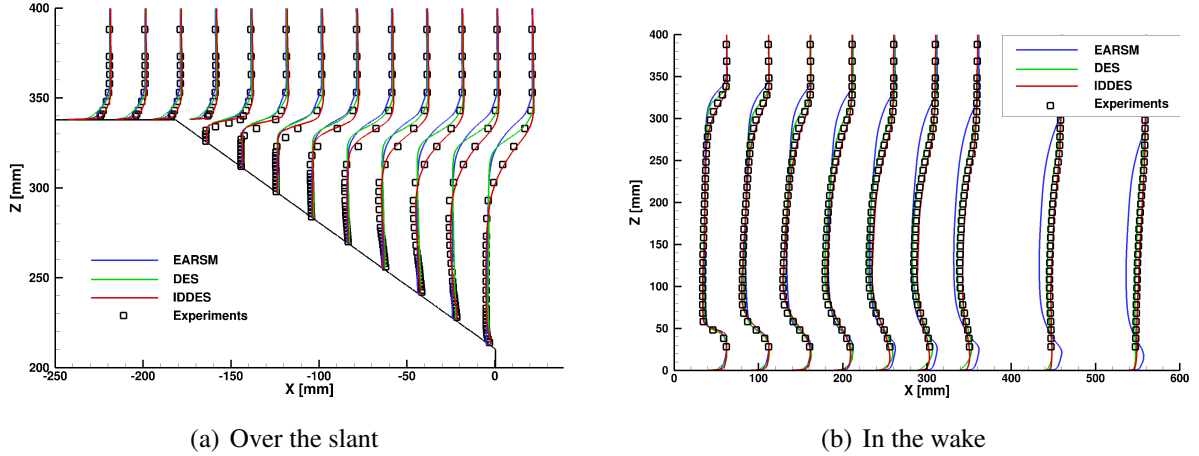 400
350
300
250
200
Z [mm]
-250
-200
-150
-100
-50
0
X [mm]
EARSM
DES
IDDES
Experiments
(a) Over the slant
400
350
300
250
200
150
100
50
0
Z [mm]
0
100
200
300
400
500
600
X [mm]
EARSM
DES
IDDES
Experiments
(b) In the wake